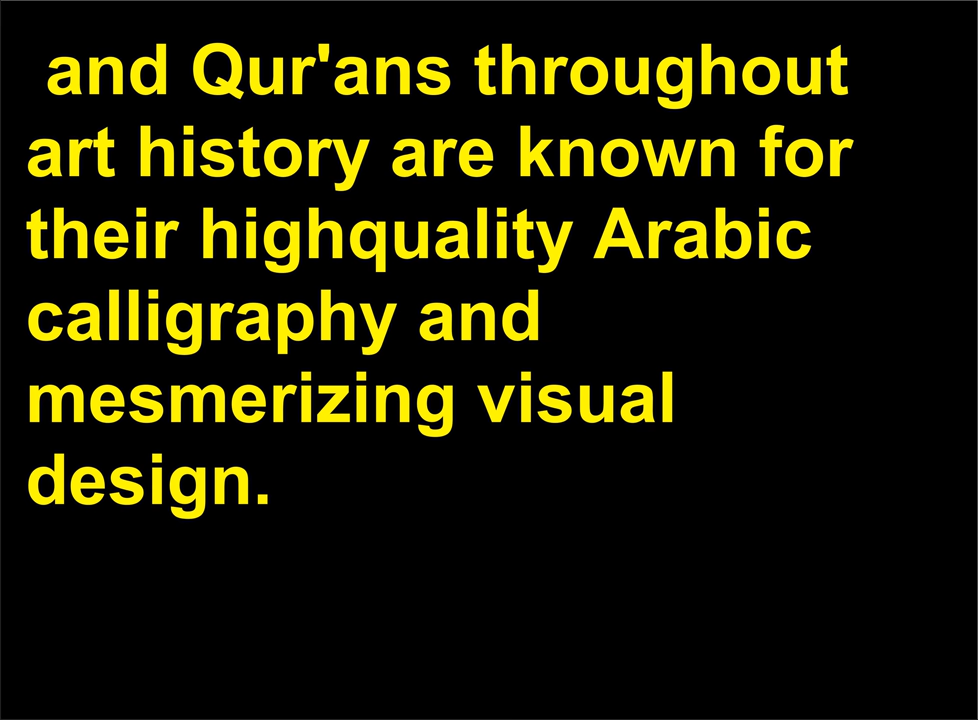 and Qur'ans throughout
art history are known for
their highquality Arabic
calligraphy and
mesmerizing visual
design.